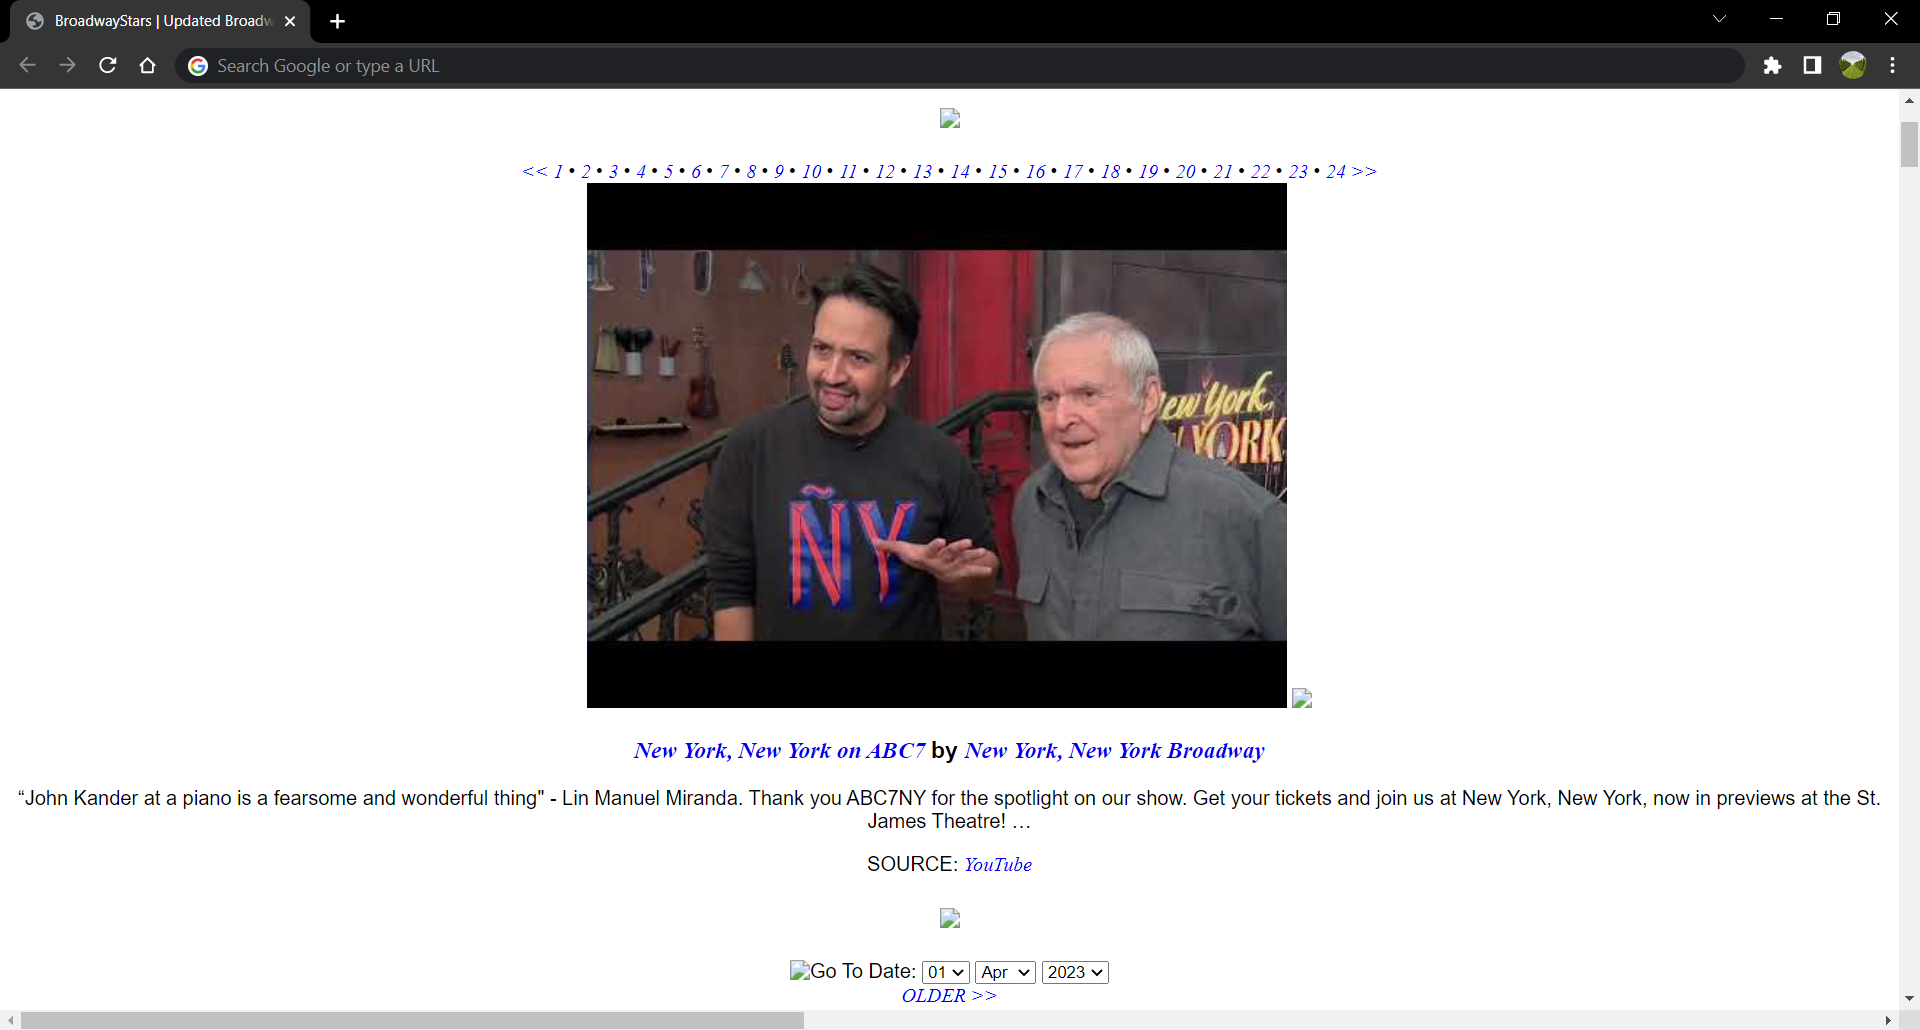 BroadwayStars | Updated Broadw
Search Google or type a URL
<< 1 • 2 • 3 • 4 • 5 • 6 • 7 • 8 • 9 • 10 • 11 • 12 • 13 • 14 • 15 • 16 • 17 • 18 • 19 • 20 • 21 • 22 • 23 • 24 >>
ew York,
YORK
ÑY
New York, New York on ABC7 by New York, New York Broadway
“John Kander at a piano is a fearsome and wonderful thing" - Lin Manuel Miranda. Thank you ABC7NY for the spotlight on our show. Get your tickets and join us at New York, New York, now in previews at the St.
James Theatre! …
SOURCE: YouTube
Go To Date: 01 Apr 2023
OLDER >>